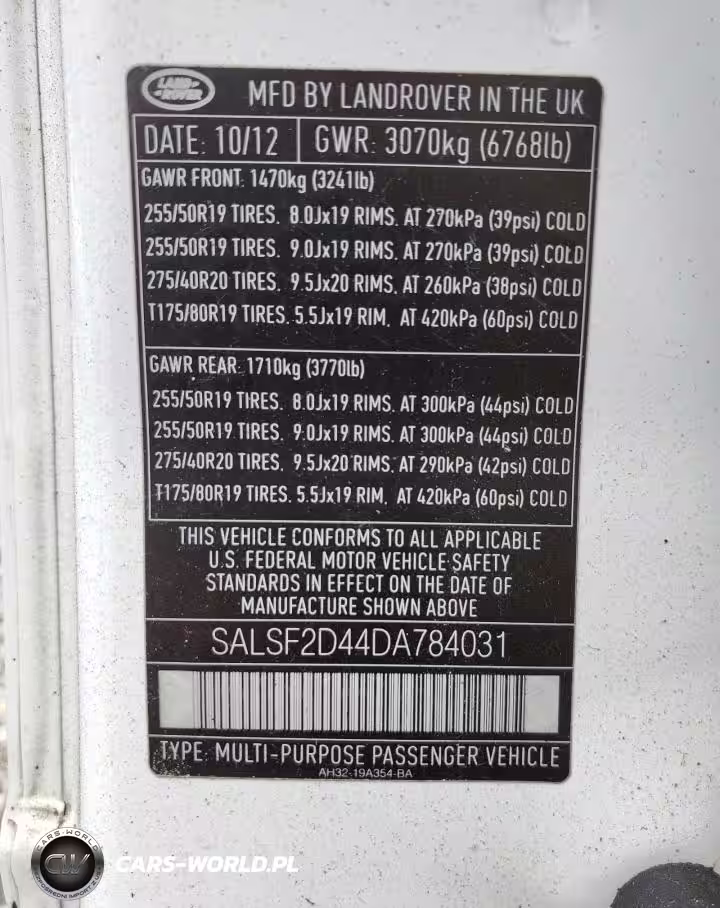 LAND-
ROVER
MFD BY LANDROVER IN THE UK
DATE: 10/12 GWR: 3070kg (6768lb)
GAWR FRONT: 1470kg (3241lb)
255/50R19 TIRES. 8.0Jx19 RIMS. AT 270kPa (39psi) COLD
255/50R19 TIRES. 9.0Jx19 RIMS. AT 270kPa (39psi) COLD
275/40R20 TIRES. 9.5Jx20 RIMS. AT 260kPa (38psi) COLD
T175/80R19 TIRES. 5.5Jx19 RIM. AT 420kPa (60psi) COLD
GAWR REAR: 1710kg (3770lb)
255/50R19 TIRES. 8.0Jx19 RIMS. AT 300kPa (44psi) COLD
255/50R19 TIRES. 9.0Jx19 RIMS. AT 300kPa (44psi) COLD
275/40R20 TIRES. 9.5Jx20 RIMS. AT 290kPa (42psi) COLD
T175/80R19 TIRES. 5.5Jx19 RIM. AT 420kPa (60psi) COLD
THIS VEHICLE CONFORMS TO ALL APPLICABLE
U.S. FEDERAL MOTOR VEHICLE SAFETY
STANDARDS IN EFFECT ON THE DATE OF
MANUFACTURE SHOWN ABOVE
SALSF2D44DA784031
TYPE: MULTI-PURPOSE PASSENGER VEHICLE
AH32-19A354-BA
CARS-WORLD
CW
CARS-WORLD.PL